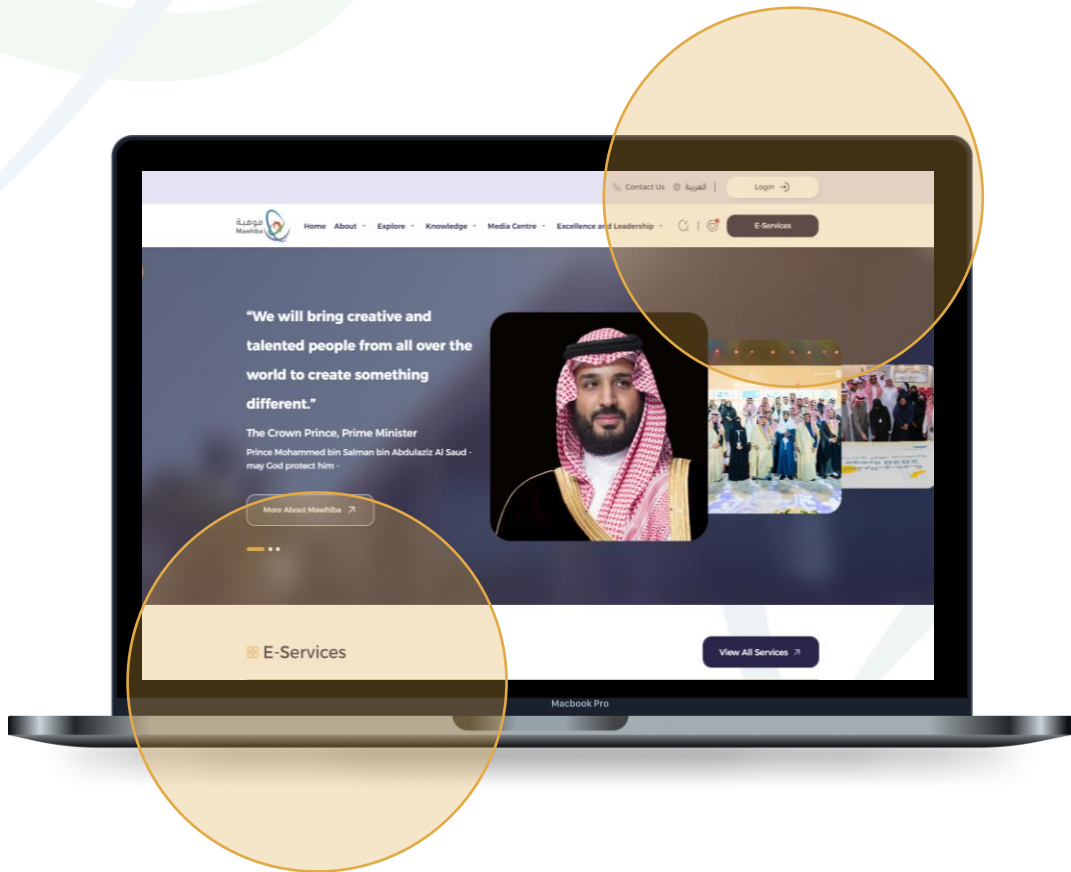 Contact Us العربية | Login
موهبة
Mawhiba
Home About Explore Knowledge Media Centre Excellence and Leadership | E-Services
“We will bring creative and
talented people from all over the
world to create something
different.”
The Crown Prince, Prime Minister
Prince Mohammed bin Salman bin Abdulaziz Al Saud -
may God protect him -
More About Mawhiba
2030
E-Services
View All Services
Macbook Pro